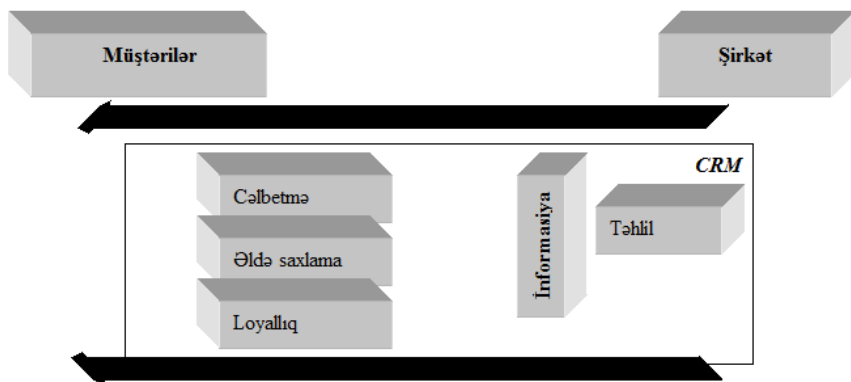 Müştərilər
Şirkət
CRM
Cəlbetmə
Əldə saxlama
Loyallıq
İnformasiya
Təhlil